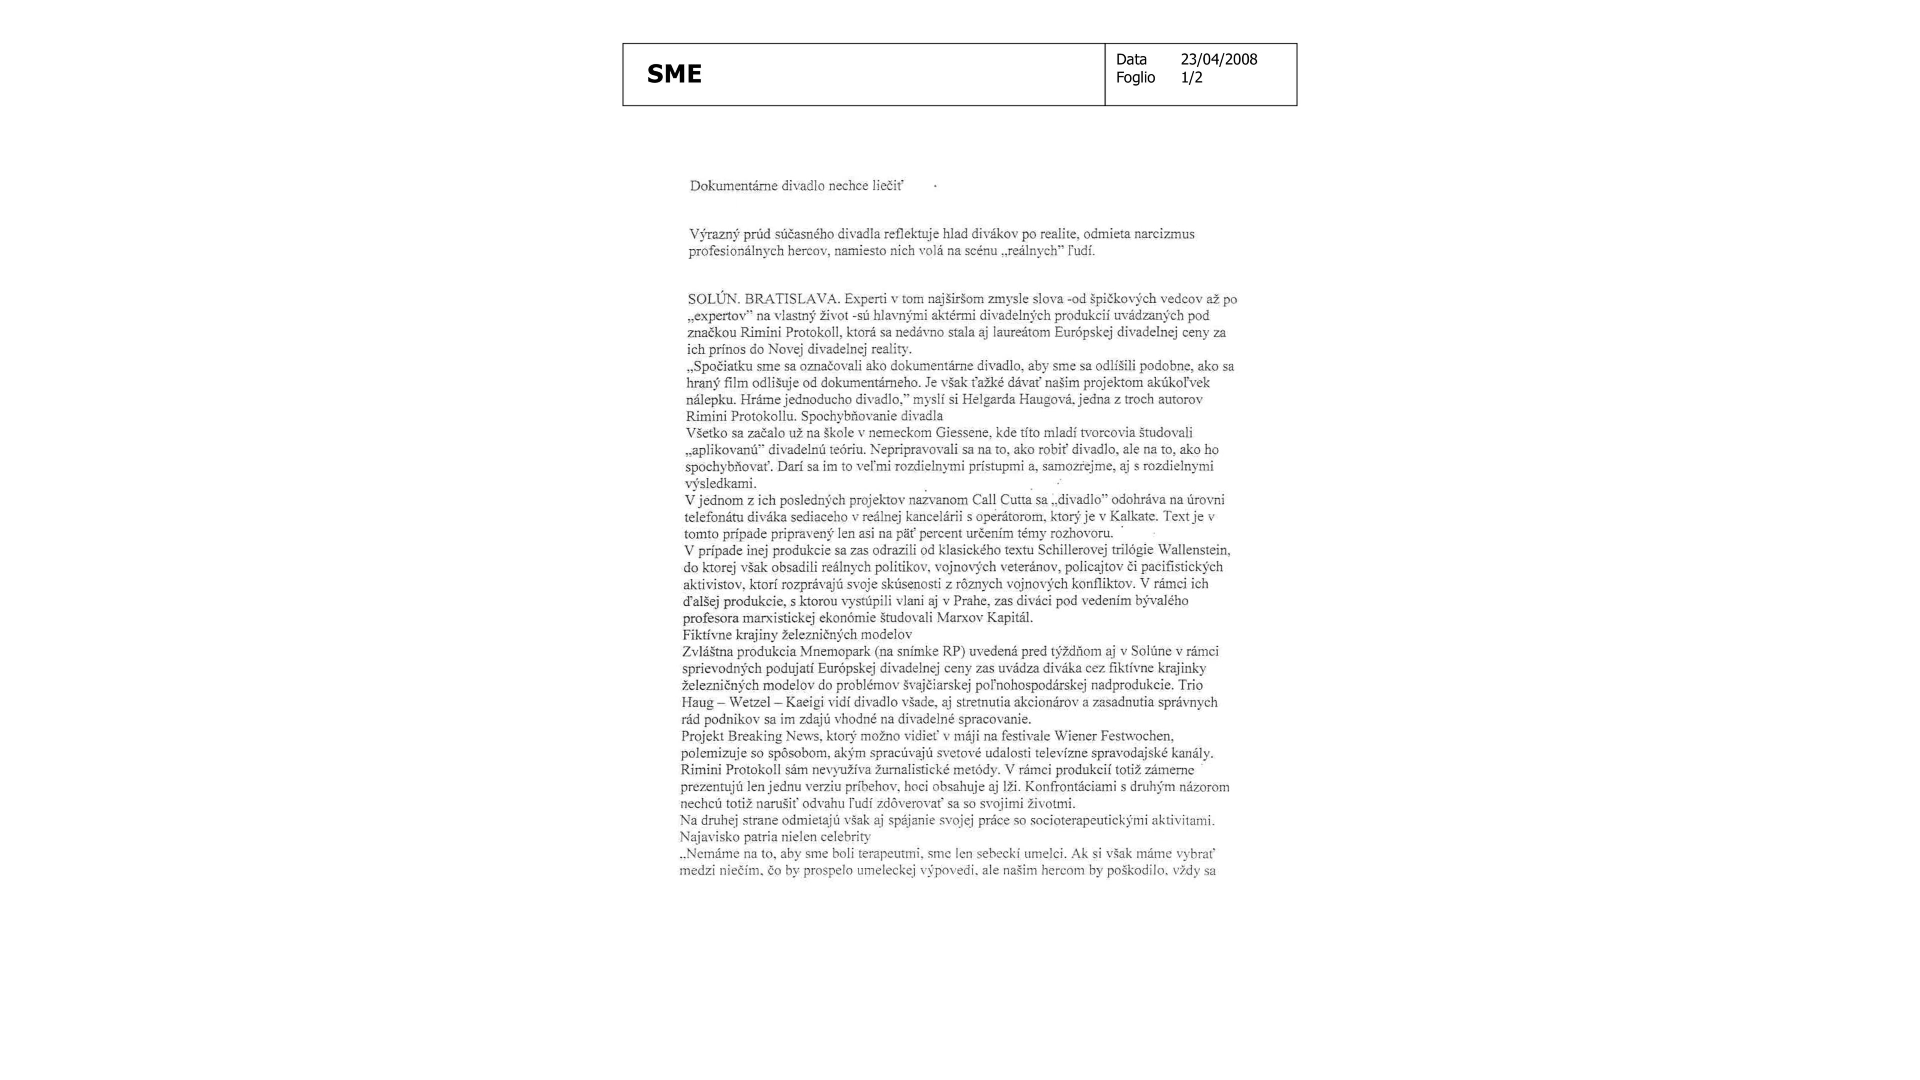 SME
Data 23/04/2008
Foglio 1/2
Dokumentárne divadlo nechce liečiť
Výrazný prúd súčasného divadla reflektuje hlad divákov po realite, odmieta narcizmus
profesionálnych hercov, namiesto nich volá na scénu „reálnych” ľudí.
SOLÚN. BRATISLAVA. Experti v tom najširšom zmysle slova -od špičkových vedcov až po
„expertov” na vlastný život -sú hlavnými aktérmi divadelných produkcií uvádzaných pod
značkou Rimini Protokoll, ktorá sa nedávno stala aj laureátom Európskej divadelnej ceny za
ich prínos do Novej divadelnej reality.
„Spočiatku sme sa označovali ako dokumentárne divadlo, aby sme sa odlíšili podobne, ako sa
hraný film odlišuje od dokumentárneho. Je však ťažké dávať našim projektom akúkoľvek
nálepku. Hráme jednoducho divadlo,” myslí si Helgarda Haugová, jedna z troch autorov
Rimini Protokollu. Spochybňovanie divadla
Všetko sa začalo už na škole v nemeckom Giessene, kde títo mladí tvorcovia študovali
„aplikovanú” divadelnú teóriu. Nepripravovali sa na to, ako robiť divadlo, ale na to, ako ho
spochybňovať. Darí sa im to veľmi rozdielnymi prístupmi a, samozrejme, aj s rozdielnymi
výsledkami.
V jednom z ich posledných projektov nazvanom Call Cutta sa „divadlo” odohráva na úrovni
telefonátu diváka sediaceho v reálnej kancelárii s operátorom, ktorý je v Kalkate. Text je v
tomto prípade pripravený len asi na päť percent určením témy rozhovoru.
V prípade inej produkcie sa zas odrazili od klasického textu Schillerovej trilógie Wallenstein,
do ktorej však obsadili reálnych politikov, vojnových veteránov, policajtov či pacifistických
aktivistov, ktorí rozprávajú svoje skúsenosti z rôznych vojnových konfliktov. V rámci ich
ďalšej produkcie, s ktorou vystúpili vlani aj v Prahe, zas diváci pod vedením bývalého
profesora marxistickej ekonómie študovali Marxov Kapitál.
Fiktívne krajiny železničných modelov
Zvláštna produkcia Mnemopark (na snímke RP) uvedená pred týždňom aj v Solúne v rámci
sprievodných podujatí Európskej divadelnej ceny zas uvádza diváka cez fiktívne krajinky
železničných modelov do problémov švajčiarskej poľnohospodárskej nadprodukcie. Trio
Haug – Wetzel – Kaeigi vidí divadlo všade, aj stretnutia akcionárov a zasadnutia správnych
rád podnikov sa im zdajú vhodné na divadelné spracovanie.
Projekt Breaking News, ktorý možno vidieť v máji na festivale Wiener Festwochen,
polemizuje so spôsobom, akým spracúvajú svetové udalosti televízne spravodajské kanály.
Rimini Protokoll sám nevyužíva žurnalistické metódy. V rámci produkcií totiž zámerne
prezentujú len jednu verziu príbehov, hoci obsahuje aj lži. Konfrontáciami s druhým názorom
nechcú totiž narušiť odvahu ľudí zdôverovať sa so svojimi životmi.
Na druhej strane odmietajú však aj spájanie svojej práce so socioterapeutickými aktivitami.
Najavisko patria nielen celebrity
„Nemáme na to, aby sme boli terapeutmi, sme len sebeckí umelci. Ak si však máme vybrať
medzi niečím, čo by prospelo umeleckej výpovedi, ale našim hercom by poškodilo, vždy sa